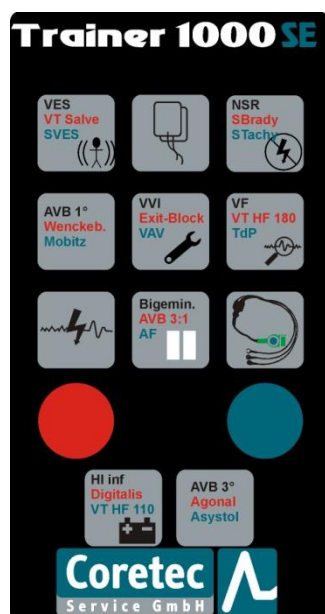 Trainer 1000 SE
VES
VT Salve
SVES
NSR
SBrady
STachy
AVB 1°
Wenckeb.
Mobitz
VVI
Exit-Block
VAV
VF
VT HF 180
TdP
Bigemin.
AVB 3:1
AF
HI inf
Digitalis
VT HF 110
AVB 3°
Agonal
Asystol
Coretec
Service GmbH